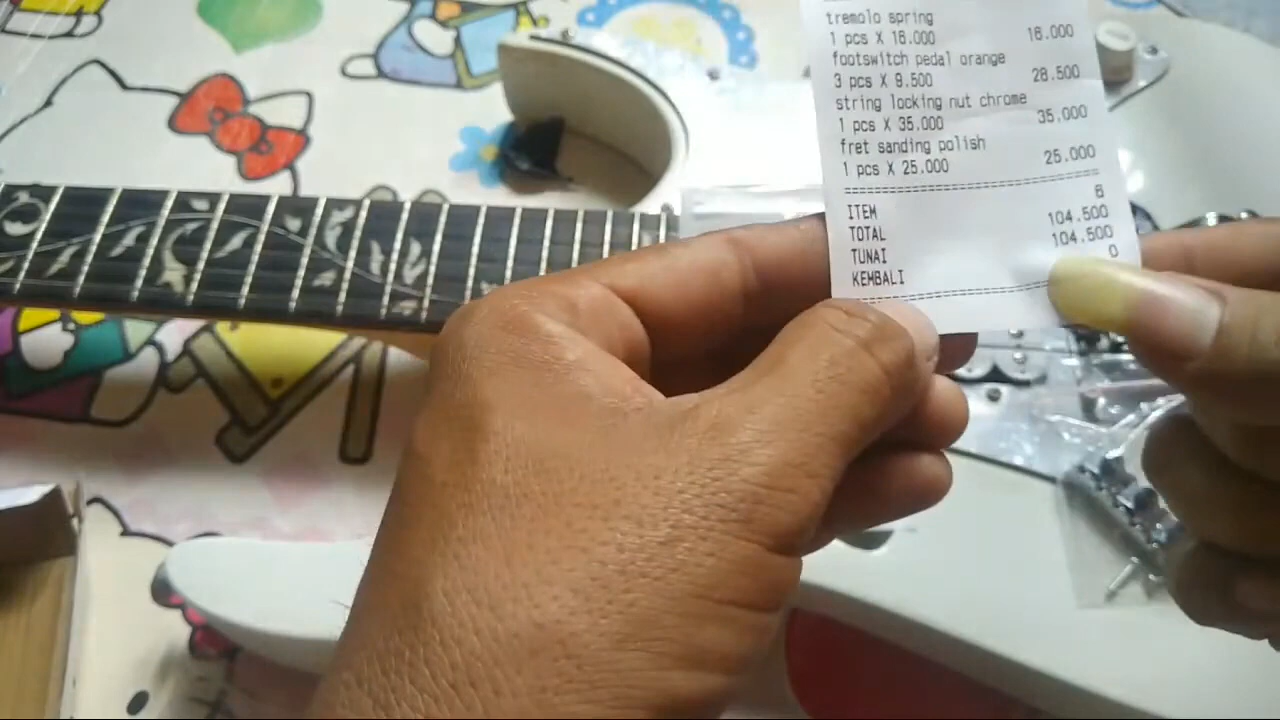 tremolo spring
1 pcs X 16.000 16.000
footswitch pedal orange
3 pcs X 9.500 28.500
string locking nut chrome
1 pcs X 35.000 35.000
fret sanding polish
1 pcs X 25.000 25.000
ITEM 6
TOTAL 104.500
TUNAI 104.500
KEMBALI 0